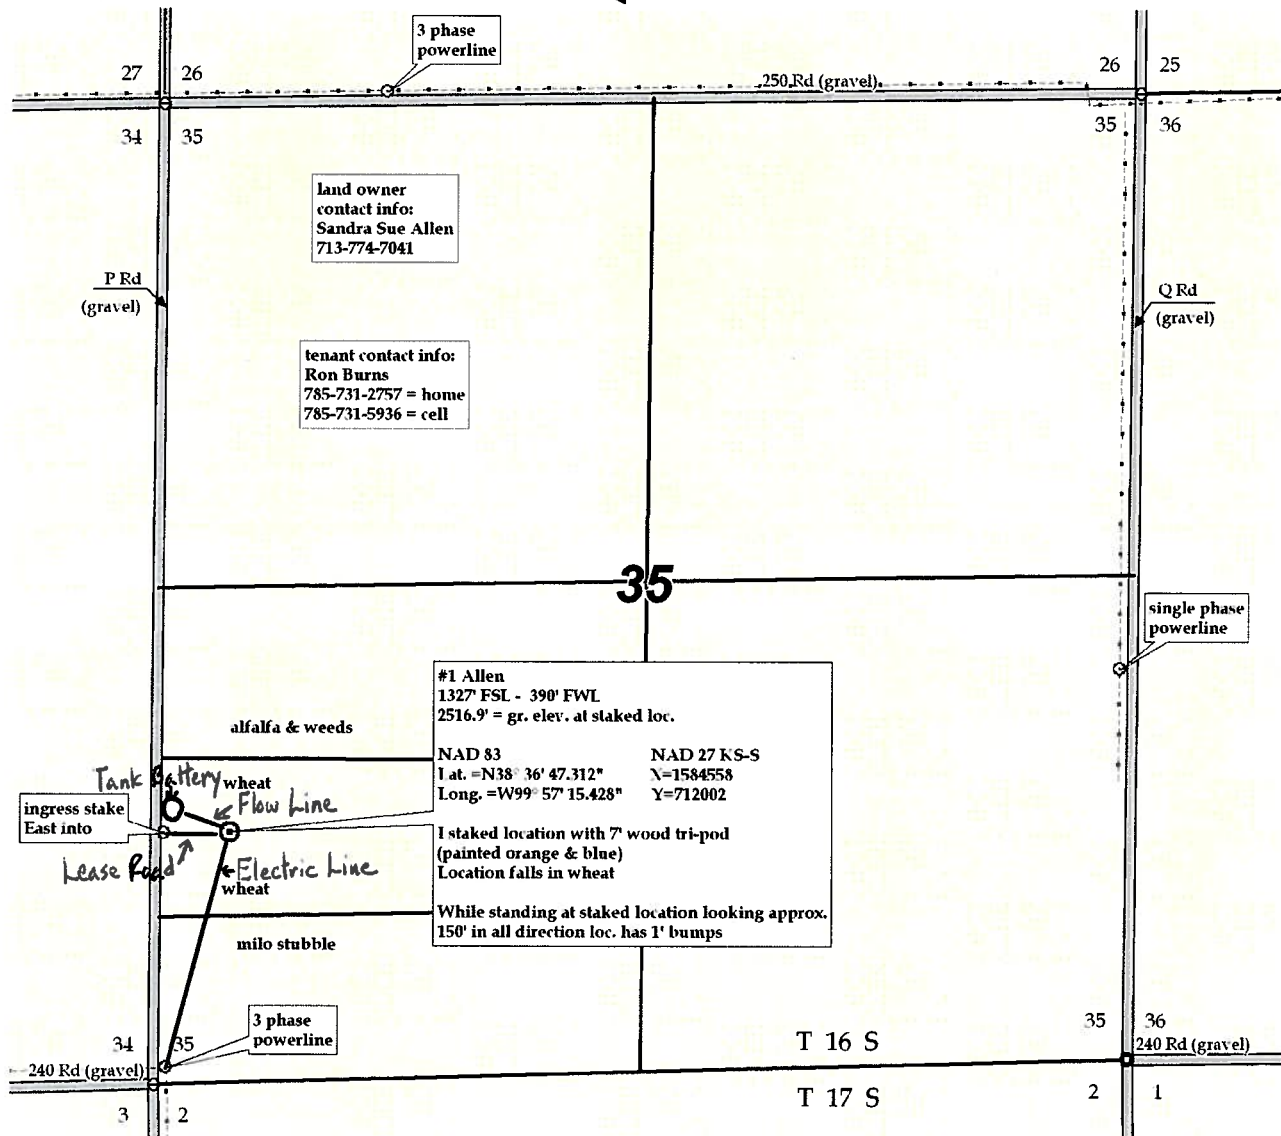 3 phase
powerline
27 26
26 25
250 Rd (gravel)
34 35
35 36
land owner
contact info:
Sandra Sue Allen
713-774-7041
P Rd
(gravel)
Q Rd
(gravel)
tenant contact info:
Ron Burns
785-731-2757 = home
785-731-5936 = cell
35
single phase
powerline
#1 Allen
1327' FSL - 390' FWL
2516.9' = gr. elev. at staked loc.
NAD 83 NAD 27 KS-S
Lat. =N38° 36' 47.312" X=1584558
Long. =W99° 57' 15.428" Y=712002
I staked location with 7' wood tri-pod
(painted orange & blue)
Location falls in wheat
While standing at staked location looking approx.
150' in all direction loc. has 1' bumps
alfalfa & weeds
Tank Battery
wheat
Flow Line
ingress stake
East into
Lease Road
Electric Line
wheat
milo stubble
3 phase
powerline
34 35
240 Rd (gravel)
3 2
T 16 S
T 17 S
35 36
240 Rd (gravel)
2 1